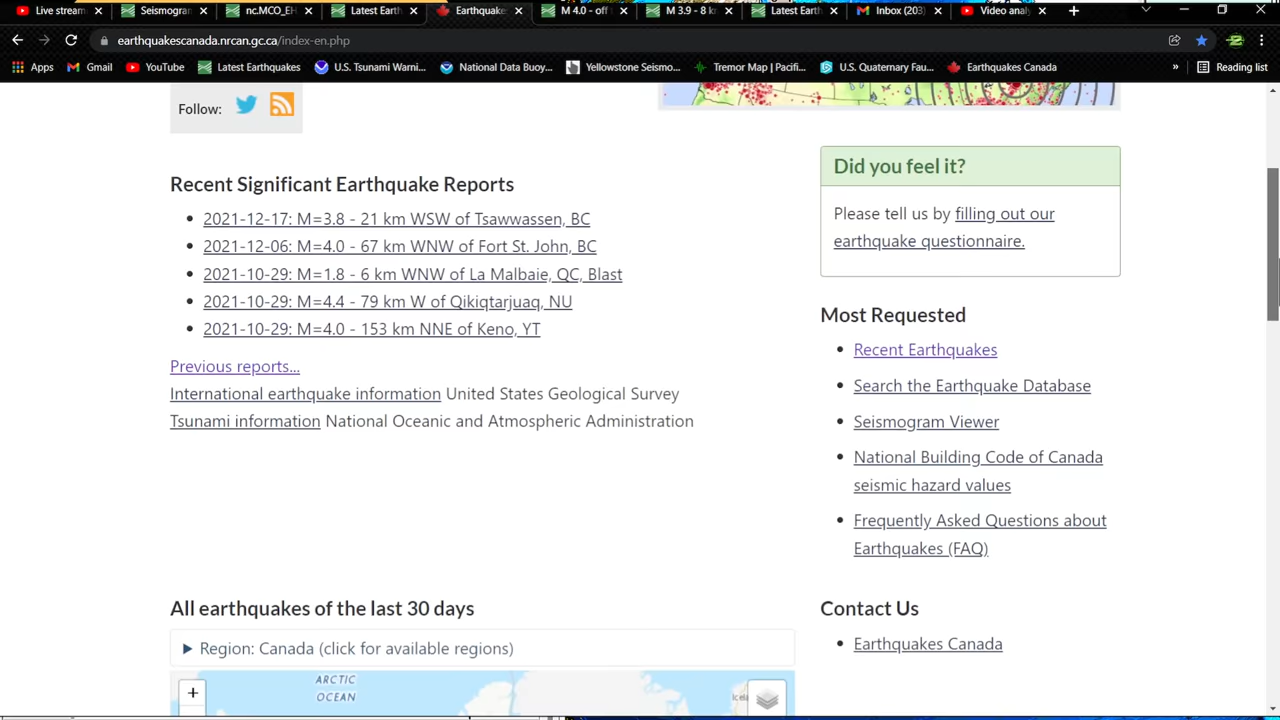 Live stream
Seismogra
nc.MCO_EH
Latest Earth
Earthquake
M 4.0 - off
M 3.9 - 8 k
Latest Earth
Inbox (203)
Video anal
earthquakescanada.nrcan.gc.ca/index-en.php
Apps
Gmail
YouTube
Latest Earthquakes
U.S. Tsunami Warni...
National Data Buoy...
Yellowstone Seismo...
Tremor Map | Pacifi...
U.S. Quaternary Fau...
Earthquakes Canada
»
Reading list
Follow:
Recent Significant Earthquake Reports
2021-12-17: M=3.8 - 21 km WSW of Tsawwassen, BC
2021-12-06: M=4.0 - 67 km WNW of Fort St. John, BC
2021-10-29: M=1.8 - 6 km WNW of La Malbaie, QC, Blast
2021-10-29: M=4.4 - 79 km W of Qikiqtarjuaq, NU
2021-10-29: M=4.0 - 153 km NNE of Keno, YT
Previous reports...
International earthquake information United States Geological Survey
Tsunami information National Oceanic and Atmospheric Administration
Did you feel it?
Please tell us by filling out our
earthquake questionnaire.
Most Requested
Recent Earthquakes
Search the Earthquake Database
Seismogram Viewer
National Building Code of Canada
seismic hazard values
Frequently Asked Questions about
Earthquakes (FAQ)
All earthquakes of the last 30 days
Region: Canada (click for available regions)
ARCTIC
OCEAN
+
Contact Us
Earthquakes Canada